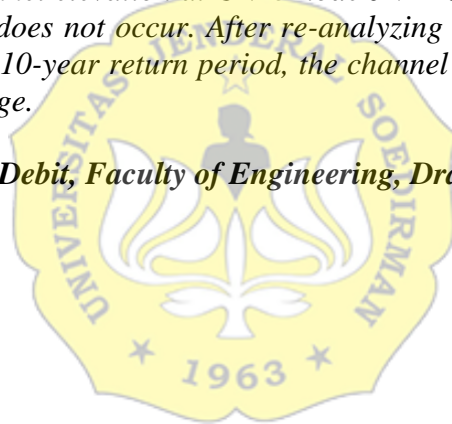 does not occur. After re-analyzing
10-year return period, the channel
ge.
Debit, Faculty of Engineering, Dra
UNIVERSITAS JENDERAL SOEDIRMAN
1963